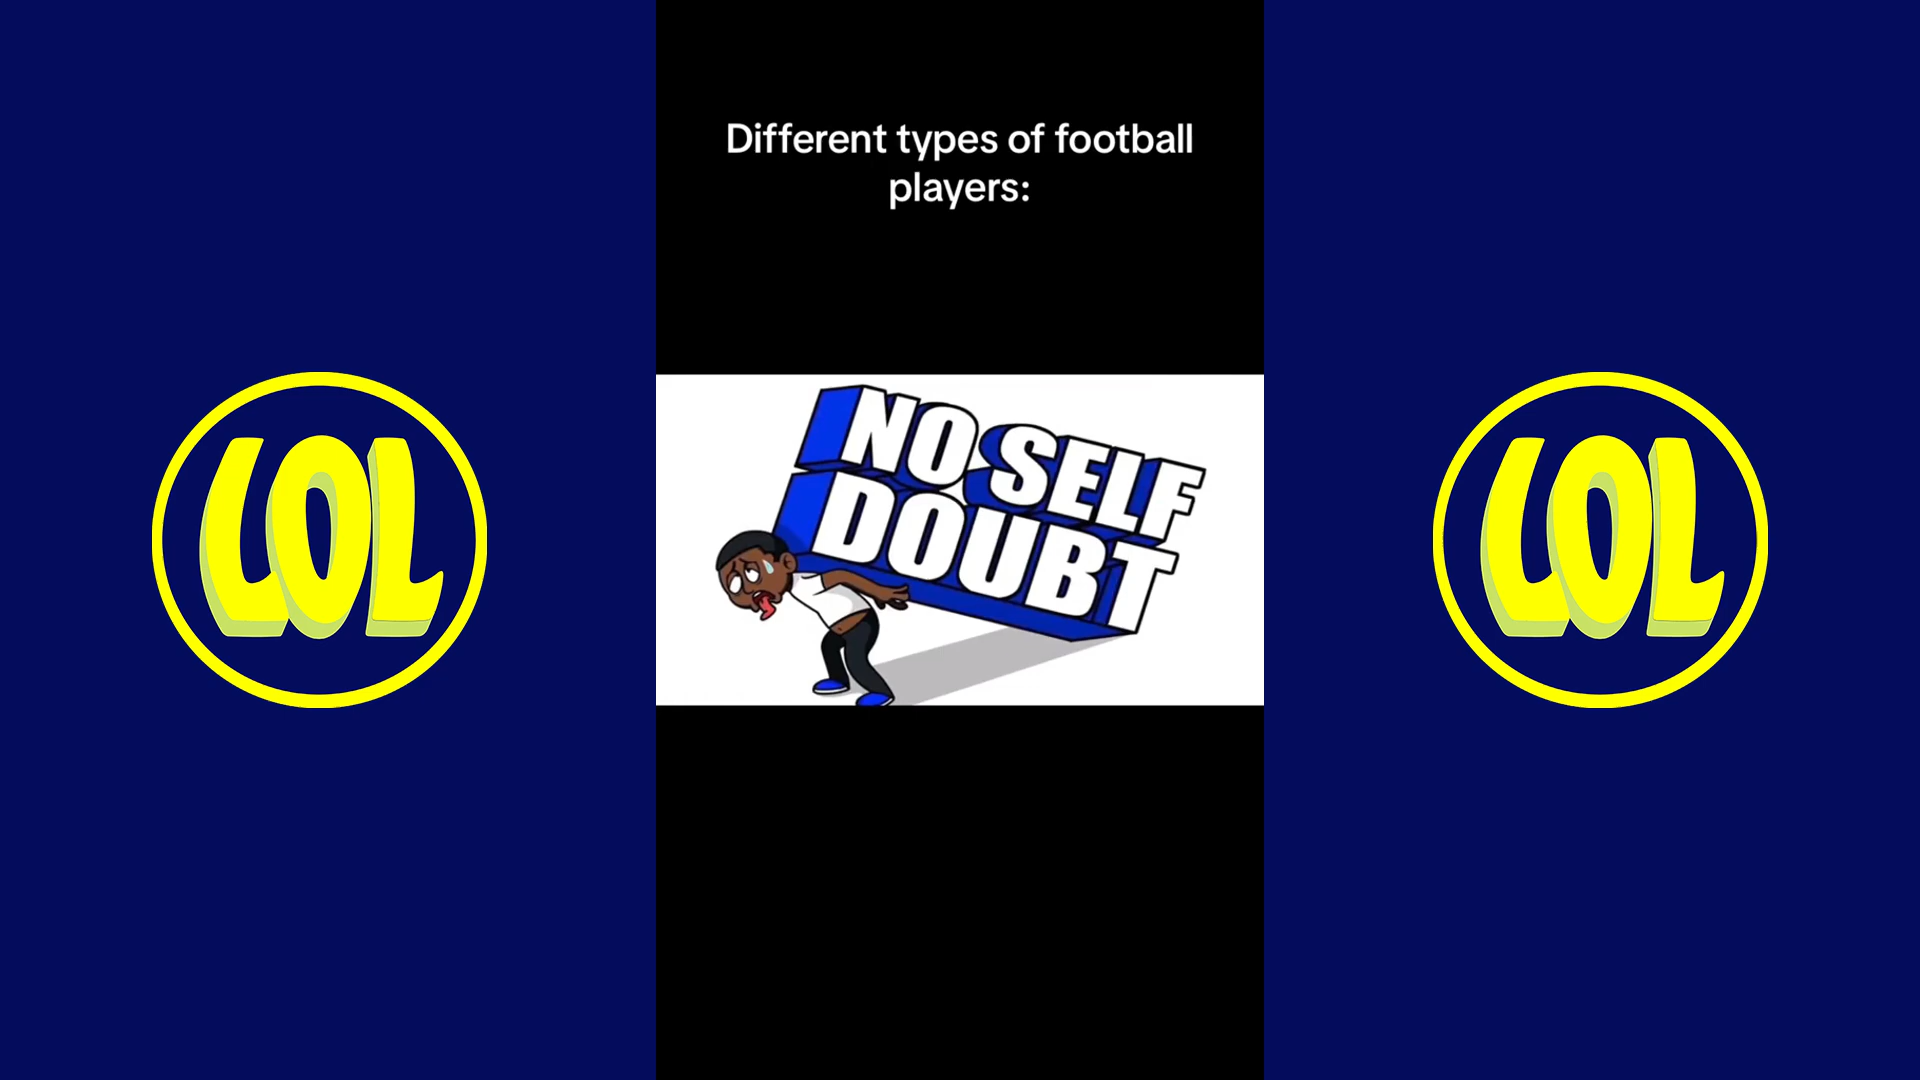 Different types of football
players:
NO SELF
DOUBT
LOL
LOL